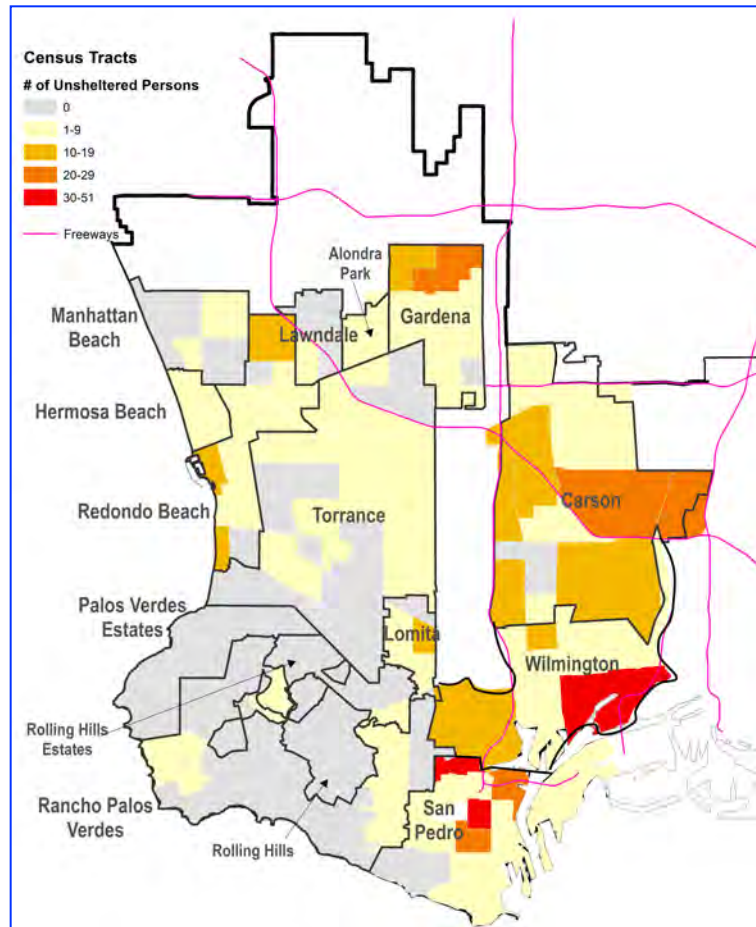 Census Tracts
# of Unsheltered Persons
0
1-9
10-19
20-29
30-51
Freeways
Alondra
Park
Manhattan
Beach
Lawndale
Gardena
Hermosa Beach
Redondo Beach
Torrance
Carson
Palos Verdes
Estates
Lomita
Wilmington
Rolling Hills
Estates
Rancho Palos
Verdes
Rolling Hills
San
Pedro